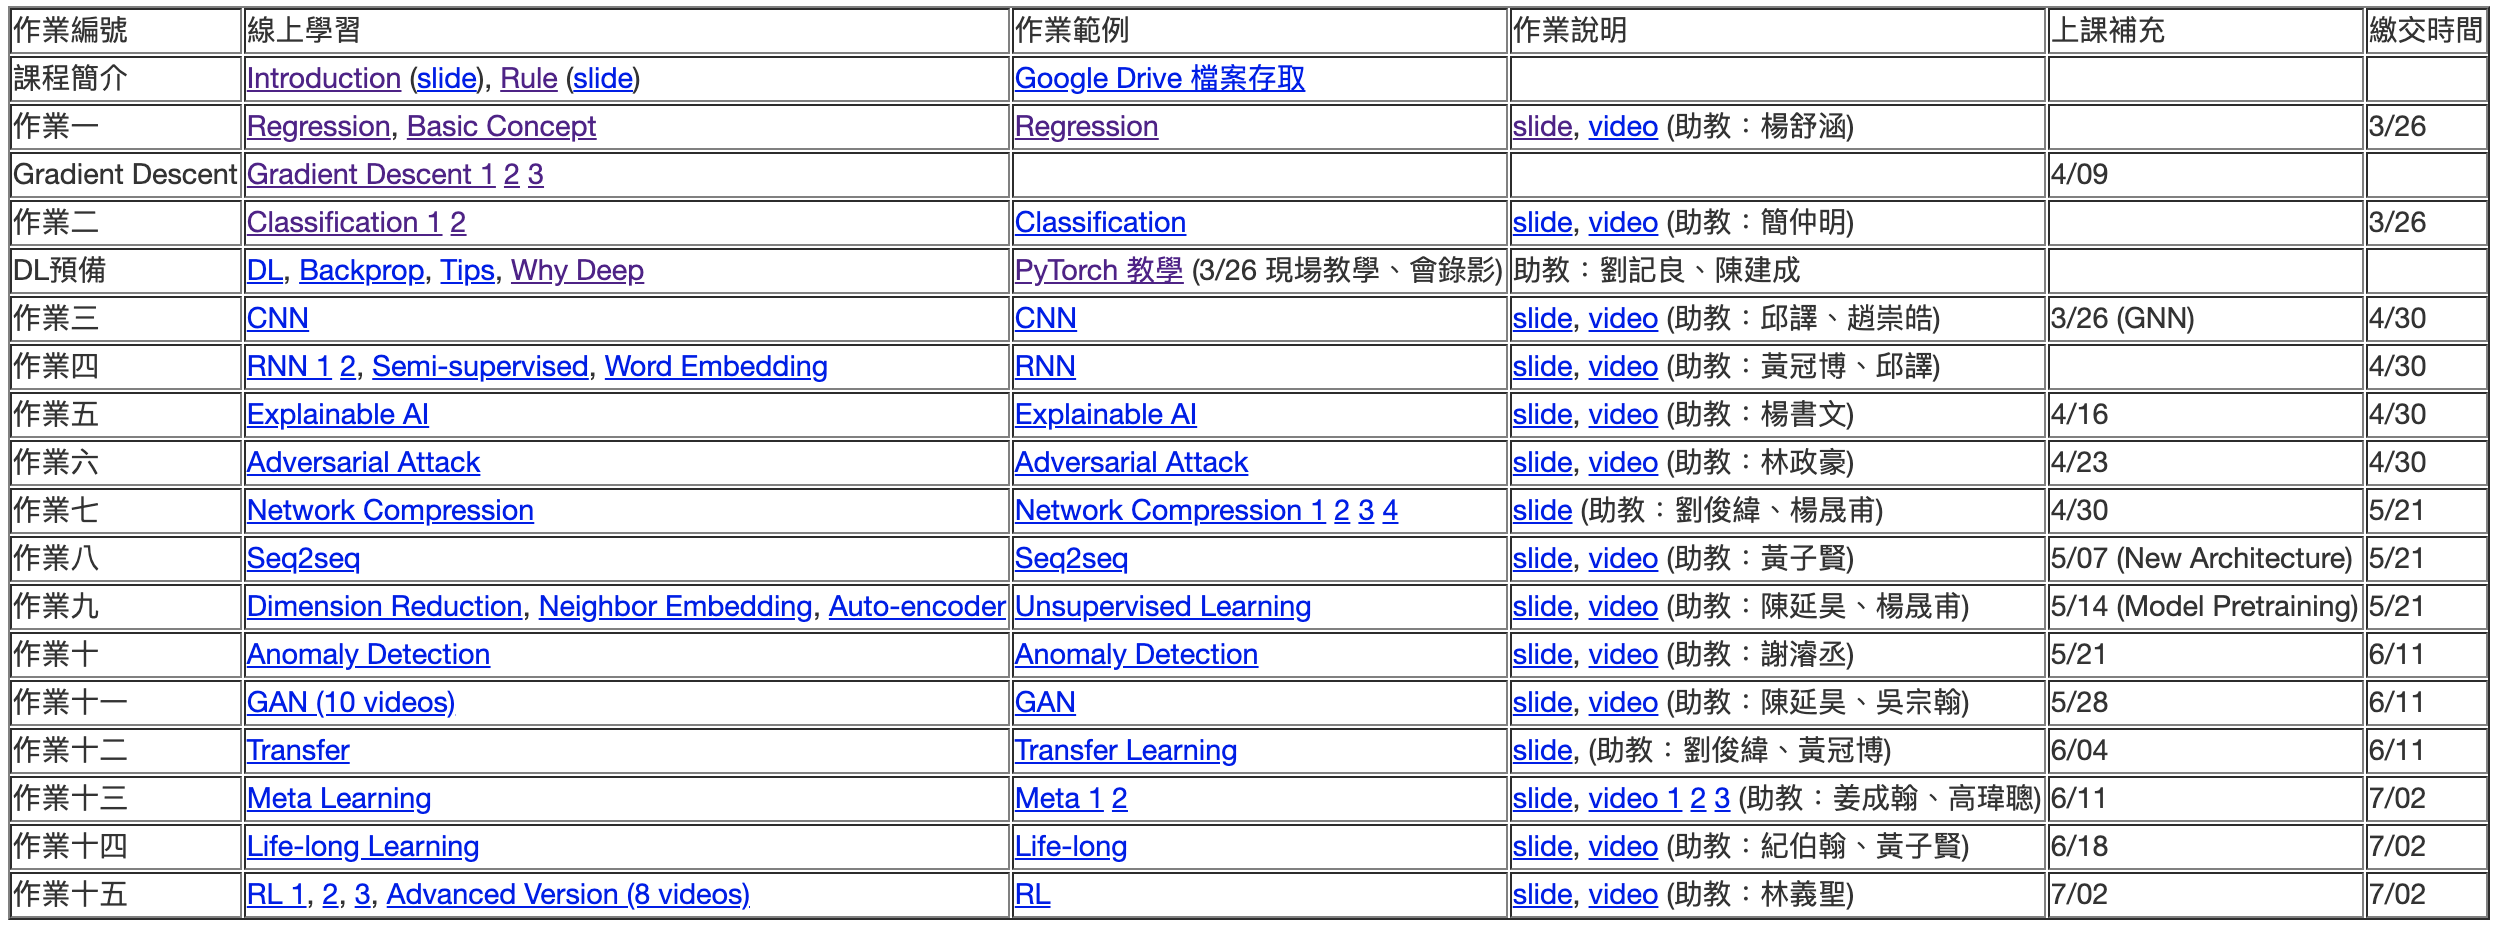 作業編號 線上學習 作業範例 作業說明 上課補充 繳交時間
課程簡介 Introduction (slide), Rule (slide) Google Drive 檔案存取
作業一 Regression, Basic Concept Regression slide, video (助教：楊舒涵) 3/26
Gradient Descent Gradient Descent 1 2 3 4/09
作業二 Classification 1 2 Classification slide, video (助教：簡仲明) 3/26
DL預備 DL, Backprop, Tips, Why Deep PyTorch 教學 (3/26 現場教學、會錄影) 助教：劉記良、陳建成
作業三 CNN CNN slide, video (助教：邱譯、趙崇皓) 3/26 (GNN) 4/30
作業四 RNN 1 2, Semi-supervised, Word Embedding RNN slide, video (助教：黃冠博、邱譯) 4/30
作業五 Explainable AI Explainable AI slide, video (助教：楊書文) 4/16 4/30
作業六 Adversarial Attack Adversarial Attack slide, video (助教：林政豪) 4/23 4/30
作業七 Network Compression Network Compression 1 2 3 4 slide (助教：劉俊緯、楊晟甫) 4/30 5/21
作業八 Seq2seq Seq2seq slide, video (助教：黃子賢) 5/07 (New Architecture) 5/21
作業九 Dimension Reduction, Neighbor Embedding, Auto-encoder Unsupervised Learning slide, video (助教：陳延昊、楊晟甫) 5/14 (Model Pretraining) 5/21
作業十 Anomaly Detection Anomaly Detection slide, video (助教：謝濬丞) 5/21 6/11
作業十一 GAN (10 videos) GAN slide, video (助教：陳延昊、吳宗翰) 5/28 6/11
作業十二 Transfer Transfer Learning slide, (助教：劉俊緯、黃冠博) 6/04 6/11
作業十三 Meta Learning Meta 1 2 slide, video 1 2 3 (助教：姜成翰、高瑋聰) 6/11 7/02
作業十四 Life-long Learning Life-long slide, video (助教：紀伯翰、黃子賢) 6/18 7/02
作業十五 RL 1, 2, 3, Advanced Version (8 videos) RL slide, video (助教：林義聖) 7/02 7/02